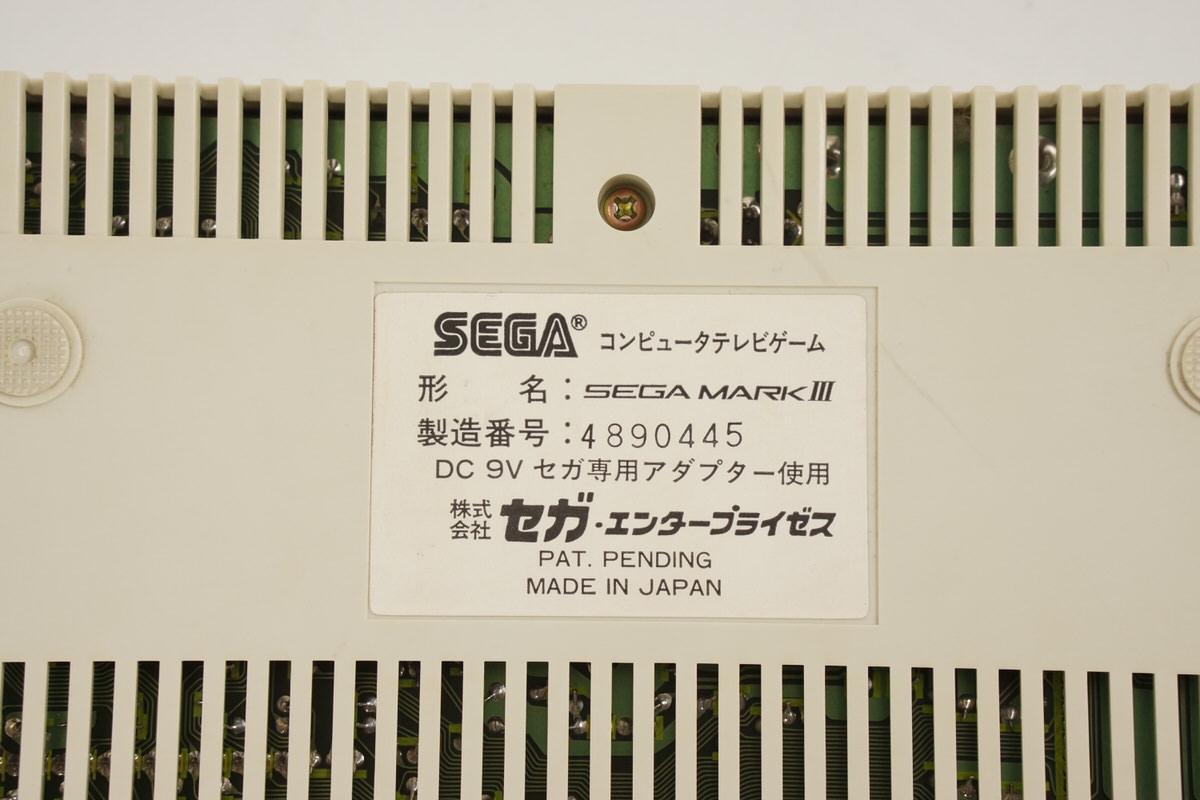 SEGA® コンピュータテレビゲーム
形 名：SEGA MARK III
製造番号：4890445
DC 9V セガ専用アダプター使用
株式会社 セガ・エンタープライゼス
PAT. PENDING
MADE IN JAPAN